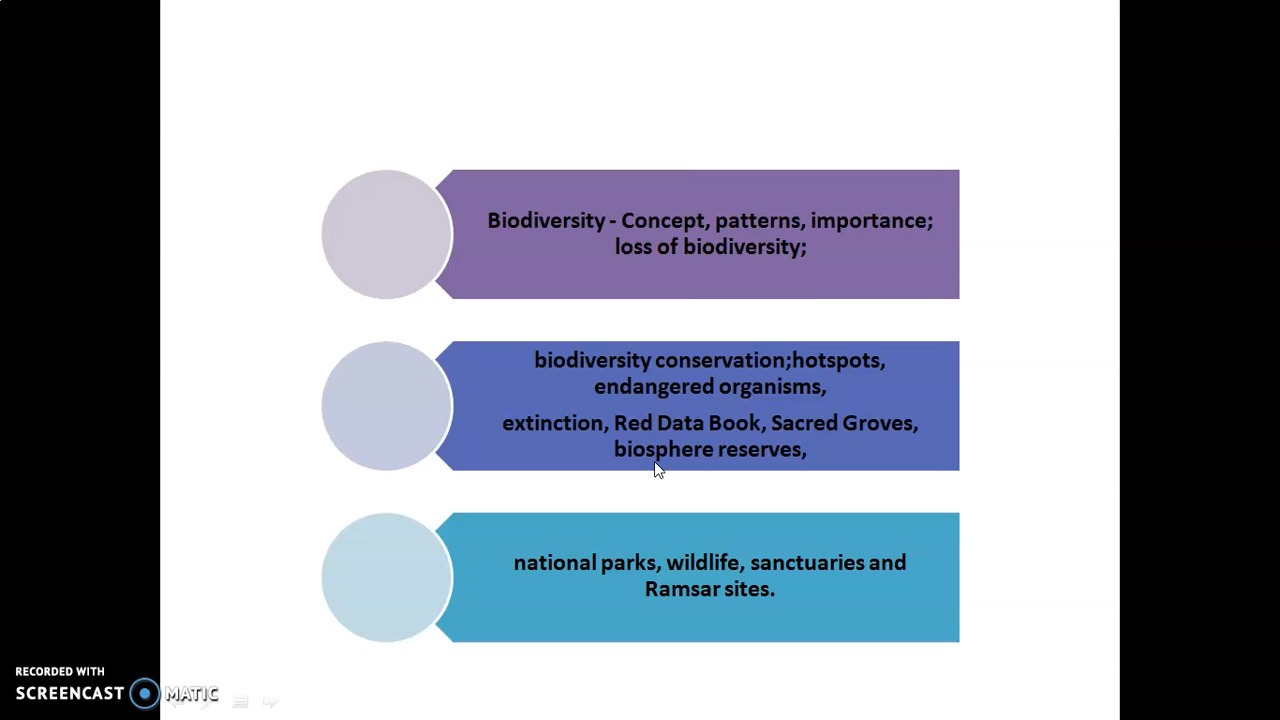 Biodiversity - Concept, patterns, importance;
loss of biodiversity;
biodiversity conservation;hotspots,
endangered organisms,
extinction, Red Data Book, Sacred Groves,
biosphere reserves,
national parks, wildlife, sanctuaries and
Ramsar sites.
RECORDED WITH
SCREENCAST MATIC